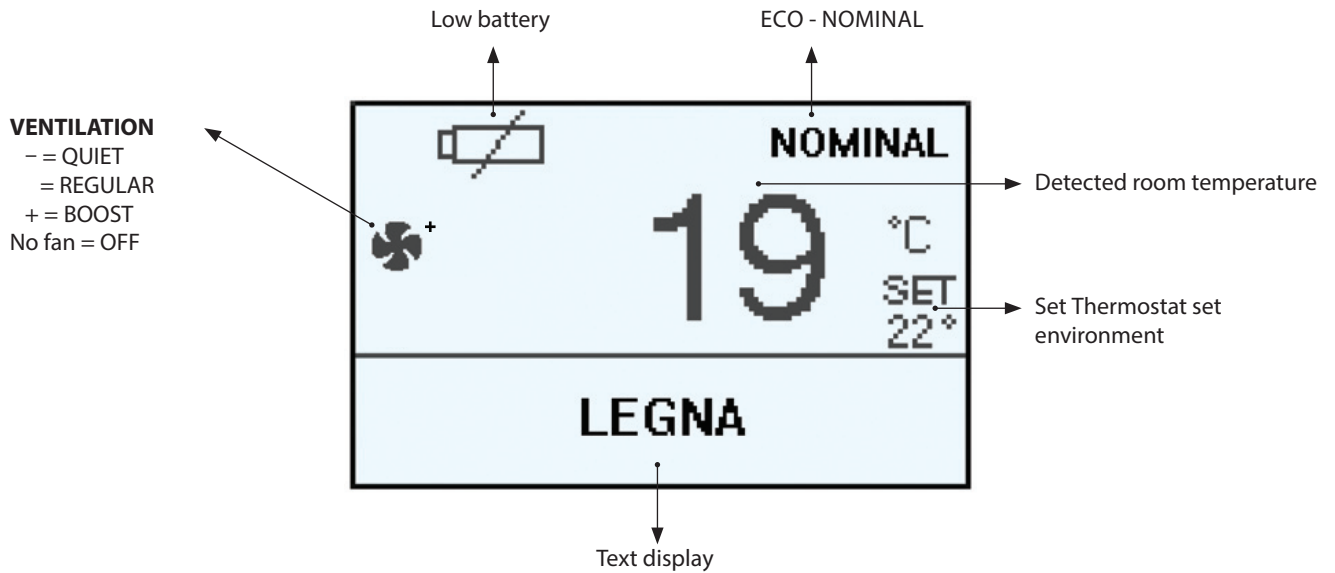 Low battery
ECO - NOMINAL
VENTILATION
− = QUIET
= REGULAR
+ = BOOST
No fan = OFF
NOMINAL
+
19 °C
SET
22°
Detected room temperature
Set Thermostat set
environment
LEGNA
Text display